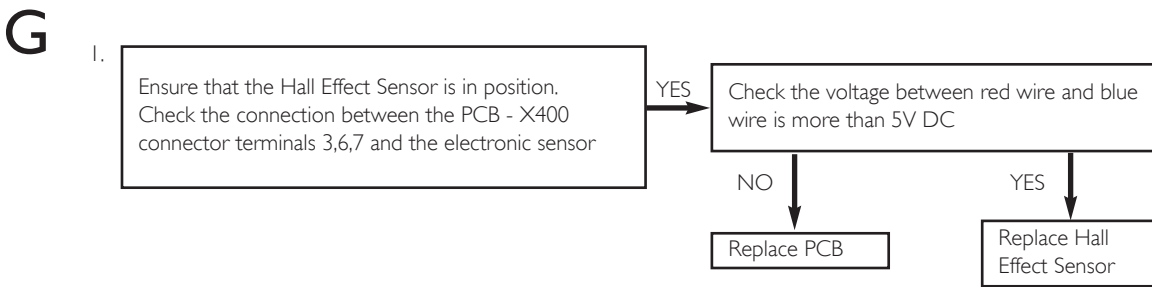 G
1.
Ensure that the Hall Effect Sensor is in position.
Check the connection between the PCB - X400
connector terminals 3,6,7 and the electronic sensor
YES
Check the voltage between red wire and blue
wire is more than 5V DC
NO
YES
Replace PCB
Replace Hall
Effect Sensor